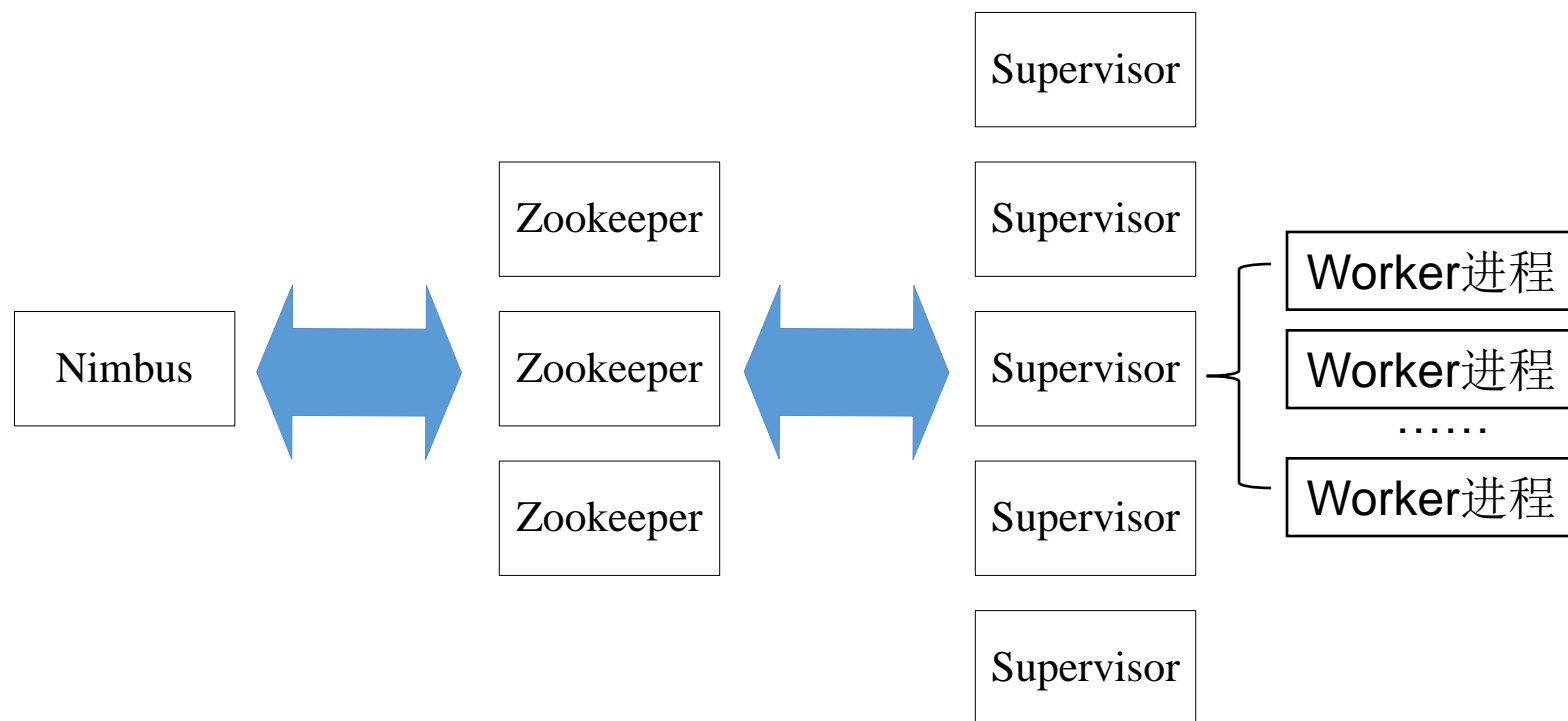 Nimbus
Zookeeper
Zookeeper
Zookeeper
Supervisor
Supervisor
Supervisor
Supervisor
Supervisor
Worker进程
Worker进程
······
Worker进程